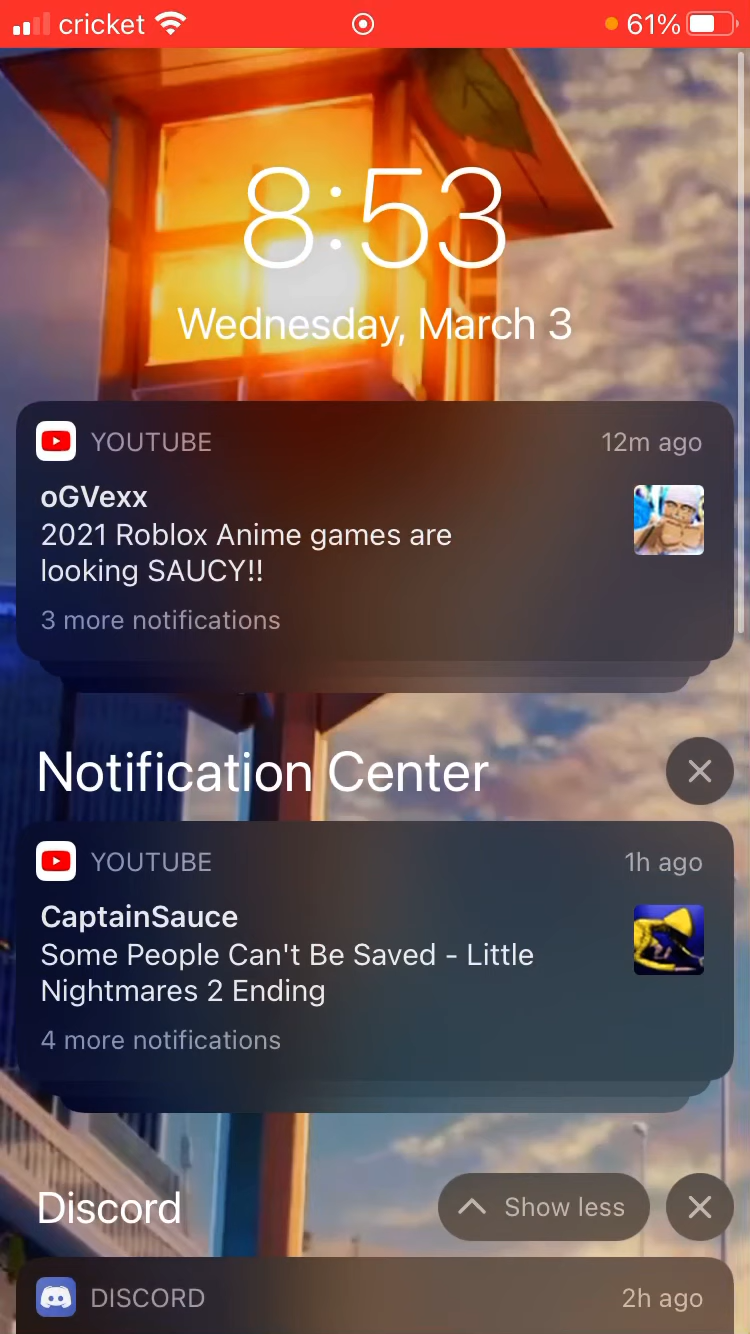 cricket 61%
8:53
Wednesday, March 3
YOUTUBE 12m ago
oGVexx
2021 Roblox Anime games are
looking SAUCY!!
3 more notifications
Notification Center
YOUTUBE 1h ago
CaptainSauce
Some People Can't Be Saved - Little
Nightmares 2 Ending
4 more notifications
Discord Show less
DISCORD 2h ago